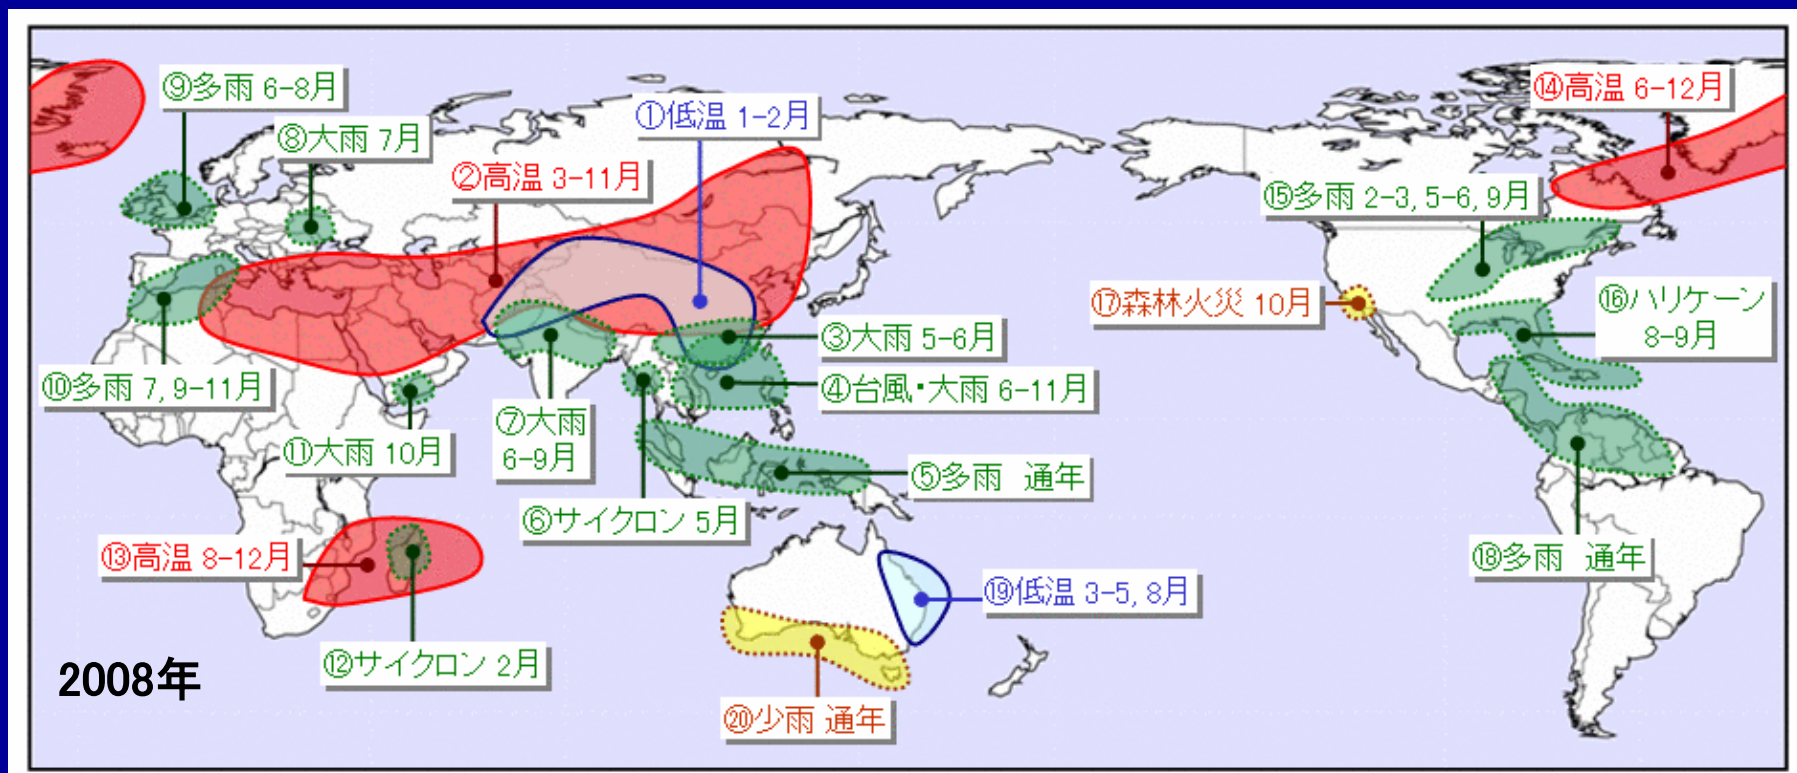 ⑨多雨 6-8月
⑧大雨 7月
①低温 1-2月
②高温 3-11月
⑭高温 6-12月
⑮多雨 2-3, 5-6, 9月
⑰森林火災 10月
⑯ハリケーン
8-9月
③大雨 5-6月
④台風・大雨 6-11月
⑩多雨 7, 9-11月
⑪大雨 10月
⑦大雨
6-9月
⑤多雨 通年
⑥サイクロン 5月
⑬高温 8-12月
⑱多雨 通年
⑲低温 3-5, 8月
⑫サイクロン 2月
2008年
⑳少雨 通年